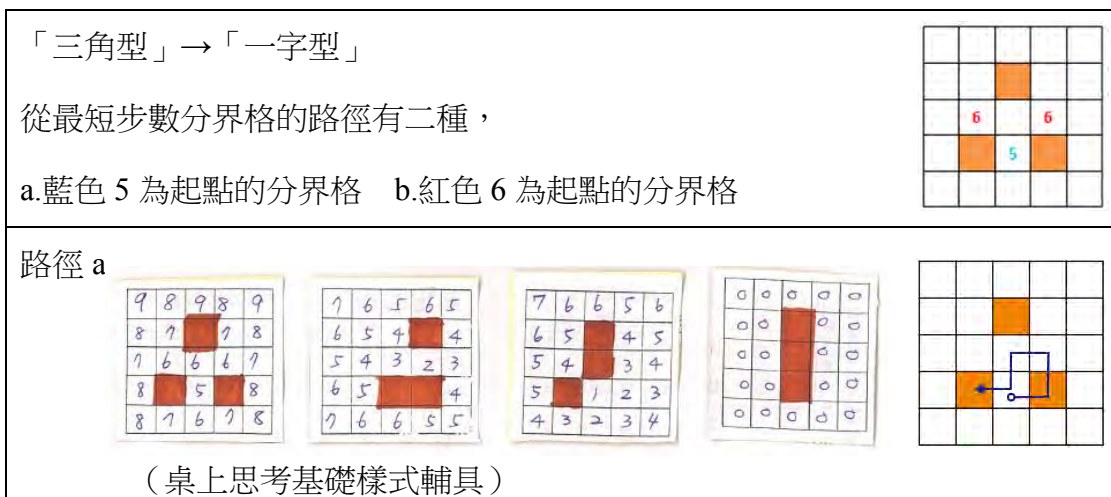 「三角型」→「一字型」
從最短步數分界格的路徑有二種，
a.藍色 5 為起點的分界格 b.紅色 6 為起點的分界格
6 6
5
路徑 a
9 8 9 8 9
8 7 7 8
7 6 6 6 7
8 5 8
8 7 6 7 8
7 6 5 6 5
6 5 4 4
5 4 3 2 3
6 5 4
7 6 6 5 5
7 6 6 5 6
6 5 4 5
5 4 3 4
5 1 2 3
4 3 2 3 4
0 0 0 0 0
0 0 0 0
0 0 0 0
0 0 0 0
0 0 0 0 0
（桌上思考基礎樣式輔具）